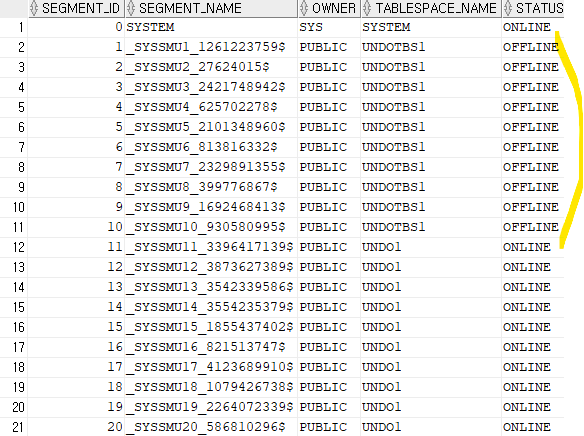 SEGMENT_ID SEGMENT_NAME OWNER TABLESPACE_NAME STATUS
1 0 SYSTEM SYS SYSTEM ONLINE
2 1 _SYSSMU1_1261223759$ PUBLIC UNDOTBS1 OFFLINE
3 2 _SYSSMU2_27624015$ PUBLIC UNDOTBS1 OFFLINE
4 3 _SYSSMU3_2421748942$ PUBLIC UNDOTBS1 OFFLINE
5 4 _SYSSMU4_625702278$ PUBLIC UNDOTBS1 OFFLINE
6 5 _SYSSMU5_2101348960$ PUBLIC UNDOTBS1 OFFLINE
7 6 _SYSSMU6_813816332$ PUBLIC UNDOTBS1 OFFLINE
8 7 _SYSSMU7_2329891355$ PUBLIC UNDOTBS1 OFFLINE
9 8 _SYSSMU8_399776867$ PUBLIC UNDOTBS1 OFFLINE
10 9 _SYSSMU9_1692468413$ PUBLIC UNDOTBS1 OFFLINE
11 10 _SYSSMU10_930580995$ PUBLIC UNDOTBS1 OFFLINE
12 11 _SYSSMU11_3396417139$ PUBLIC UNDO1 ONLINE
13 12 _SYSSMU12_3873627389$ PUBLIC UNDO1 ONLINE
14 13 _SYSSMU13_3542339586$ PUBLIC UNDO1 ONLINE
15 14 _SYSSMU14_3554235379$ PUBLIC UNDO1 ONLINE
16 15 _SYSSMU15_1855437402$ PUBLIC UNDO1 ONLINE
17 16 _SYSSMU16_821513747$ PUBLIC UNDO1 ONLINE
18 17 _SYSSMU17_4123689910$ PUBLIC UNDO1 ONLINE
19 18 _SYSSMU18_1079426738$ PUBLIC UNDO1 ONLINE
20 19 _SYSSMU19_2264072339$ PUBLIC UNDO1 ONLINE
21 20 _SYSSMU20_586810296$ PUBLIC UNDO1 ONLINE